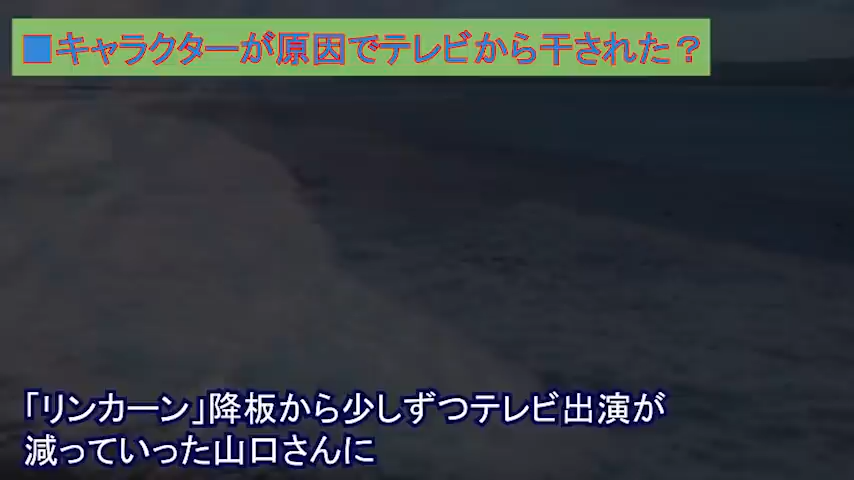 ■キャラクターが原因でテレビから干された？
「リンカーン」降板から少しずつテレビ出演が
減っていった山口さんに